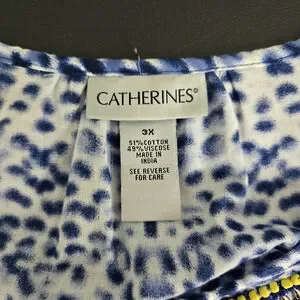 CATHERINES®
3X
51% COTTON
49% VISCOSE
MADE IN
INDIA
SEE REVERSE
FOR CARE